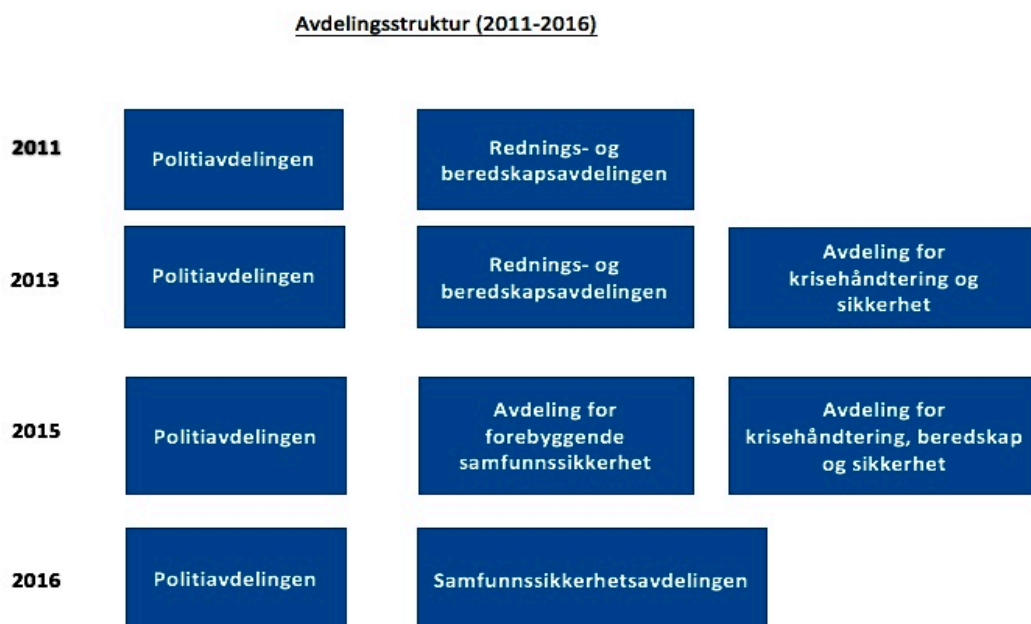 Avdelingsstruktur (2011-2016)
2011
Politiavdelingen
Rednings- og
beredskapsavdelingen
2013
Politiavdelingen
Rednings- og
beredskapsavdelingen
Avdeling for
krisehåndtering og
sikkerhet
2015
Politiavdelingen
Avdeling for
forebyggende
samfunnssikkerhet
Avdeling for
krisehåndtering, beredskap
og sikkerhet
2016
Politiavdelingen
Samfunnssikkerhetsavdelingen